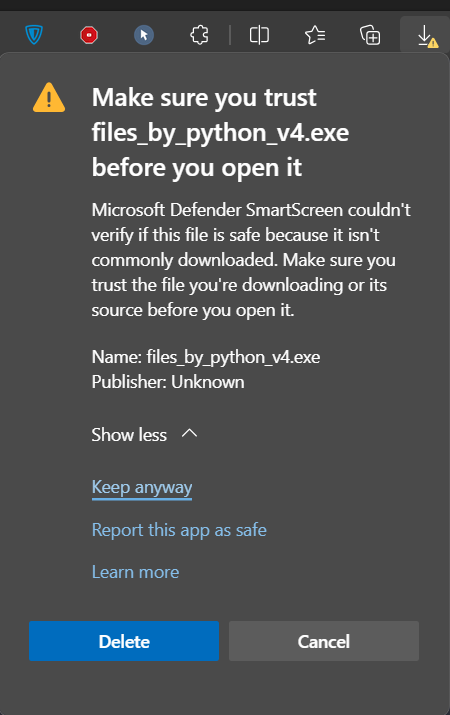 Make sure you trust
files_by_python_v4.exe
before you open it
Microsoft Defender SmartScreen couldn't
verify if this file is safe because it isn't
commonly downloaded. Make sure you
trust the file you're downloading or its
source before you open it.
Name: files_by_python_v4.exe
Publisher: Unknown
Show less
Keep anyway
Report this app as safe
Learn more
Delete
Cancel